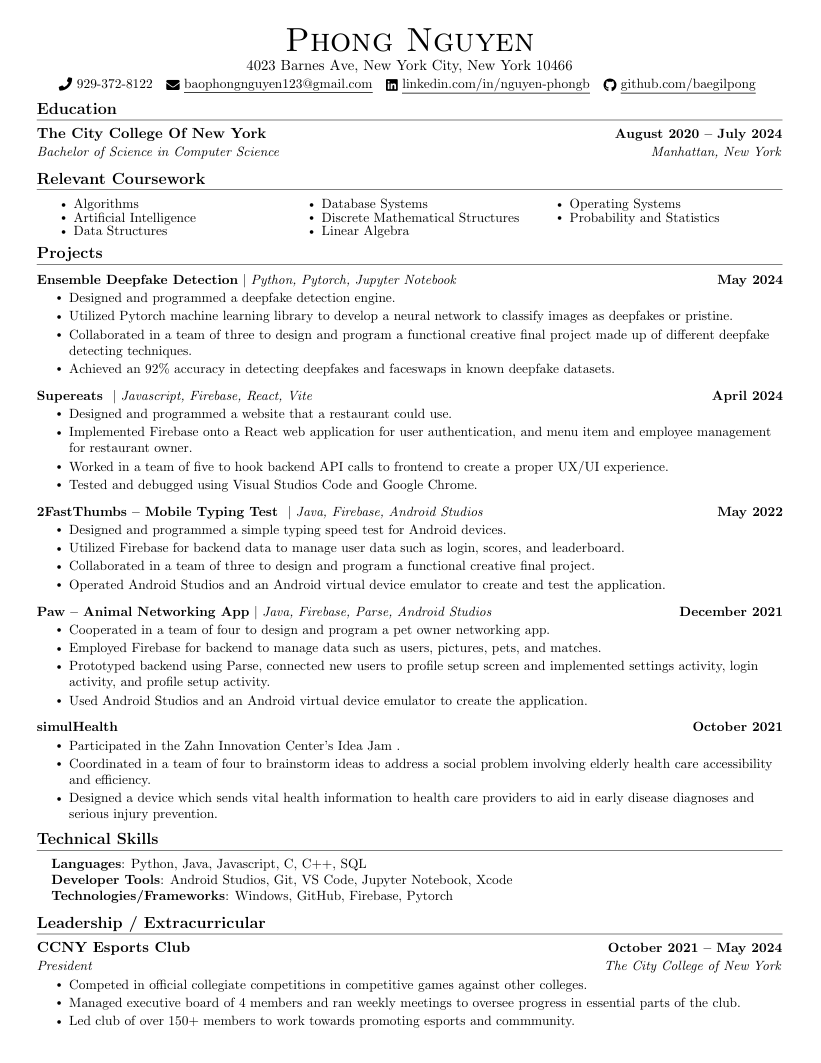 Phong Nguyen
4023 Barnes Ave, New York City, New York 10466
929-372-8122 baophongnguyen123@gmail.com linkedin.com/in/nguyen-phongb github.com/baegilpong
Education
The City College Of New York August 2020 – July 2024
Bachelor of Science in Computer Science Manhattan, New York
Relevant Coursework
• Algorithms • Database Systems • Operating Systems
• Artificial Intelligence • Discrete Mathematical Structures • Probability and Statistics
• Data Structures • Linear Algebra
Projects
Ensemble Deepfake Detection | Python, Pytorch, Jupyter Notebook May 2024
• Designed and programmed a deepfake detection engine.
• Utilized Pytorch machine learning library to develop a neural network to classify images as deepfakes or pristine.
• Collaborated in a team of three to design and program a functional creative final project made up of different deepfake
detecting techniques.
• Achieved an 92% accuracy in detecting deepfakes and faceswaps in known deepfake datasets.
Supereats | Javascript, Firebase, React, Vite April 2024
• Designed and programmed a website that a restaurant could use.
• Implemented Firebase onto a React web application for user authentication, and menu item and employee management
for restaurant owner.
• Worked in a team of five to hook backend API calls to frontend to create a proper UX/UI experience.
• Tested and debugged using Visual Studios Code and Google Chrome.
2FastThumbs – Mobile Typing Test | Java, Firebase, Android Studios May 2022
• Designed and programmed a simple typing speed test for Android devices.
• Utilized Firebase for backend data to manage user data such as login, scores, and leaderboard.
• Collaborated in a team of three to design and program a functional creative final project.
• Operated Android Studios and an Android virtual device emulator to create and test the application.
Paw – Animal Networking App | Java, Firebase, Parse, Android Studios December 2021
• Cooperated in a team of four to design and program a pet owner networking app.
• Employed Firebase for backend to manage data such as users, pictures, pets, and matches.
• Prototyped backend using Parse, connected new users to profile setup screen and implemented settings activity, login
activity, and profile setup activity.
• Used Android Studios and an Android virtual device emulator to create the application.
simulHealth October 2021
• Participated in the Zahn Innovation Center's Idea Jam .
• Coordinated in a team of four to brainstorm ideas to address a social problem involving elderly health care accessibility
and efficiency.
• Designed a device which sends vital health information to health care providers to aid in early disease diagnoses and
serious injury prevention.
Technical Skills
Languages: Python, Java, Javascript, C, C++, SQL
Developer Tools: Android Studios, Git, VS Code, Jupyter Notebook, Xcode
Technologies/Frameworks: Windows, GitHub, Firebase, Pytorch
Leadership / Extracurricular
CCNY Esports Club October 2021 – May 2024
President The City College of New York
• Competed in official collegiate competitions in competitive games against other colleges.
• Managed executive board of 4 members and ran weekly meetings to oversee progress in essential parts of the club.
• Led club of over 150+ members to work towards promoting esports and commmunity.